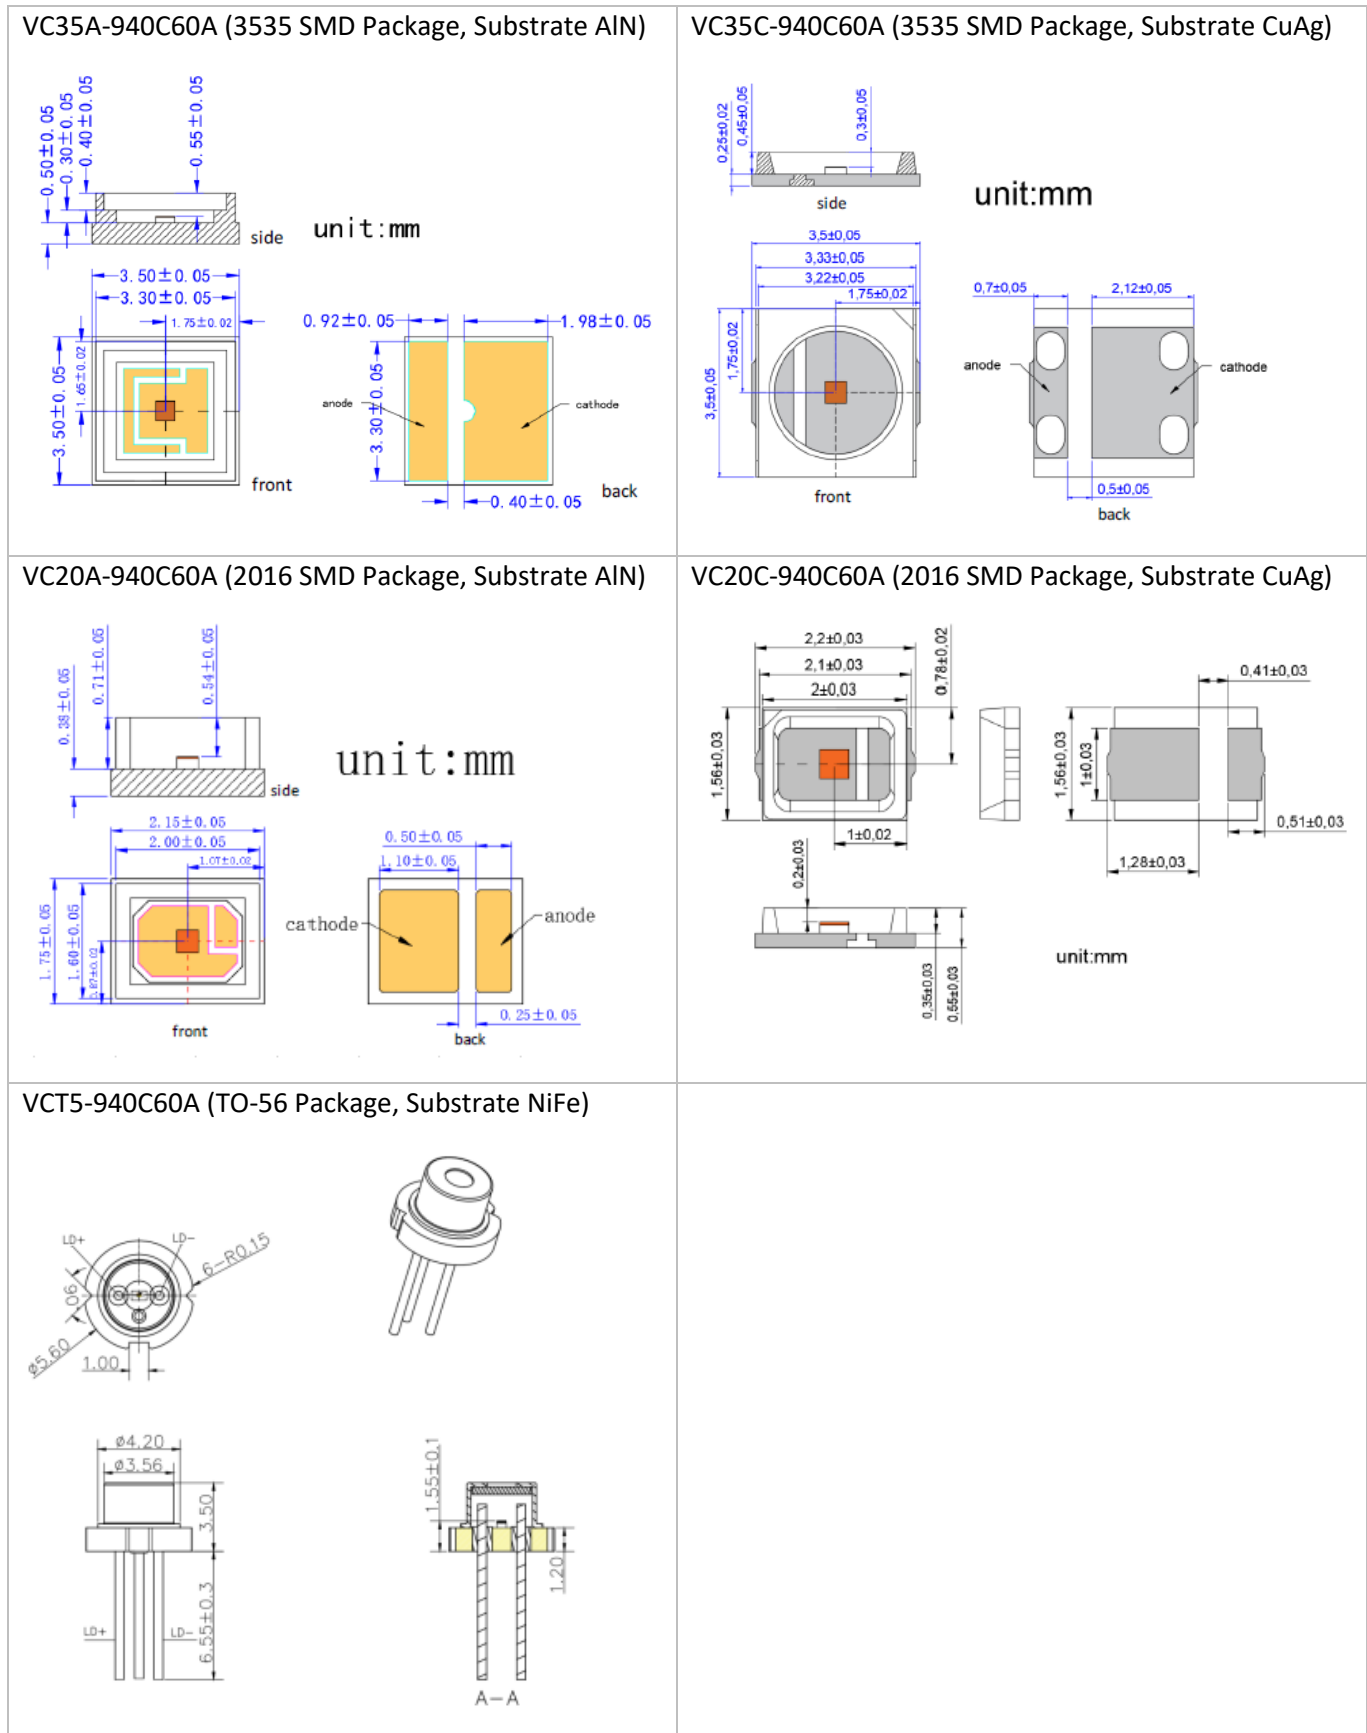 VC35A-940C60A (3535 SMD Package, Substrate AlN)
0.50±0.05
0.30±0.05
0.40±0.05
0.55±0.05
side
unit:mm
3.50±0.05
3.30±0.05
1.75±0.02
3.50±0.05
1.65±0.02
front
0.92±0.05
1.98±0.05
3.30±0.05
anode
cathode
0.40±0.05
back
VC35C-940C60A (3535 SMD Package, Substrate CuAg)
0,25±0,02
0,45±0,05
0,3±0,05
side
unit:mm
3,5±0,05
3,33±0,05
3,22±0,05
1,75±0,02
3,5±0,05
1,75±0,02
front
0,7±0,05
2,12±0,05
anode
cathode
0,5±0,05
back
VC20A-940C60A (2016 SMD Package, Substrate AlN)
0.38±0.05
0.71±0.05
0.54±0.05
side
unit:mm
2.15±0.05
2.00±0.05
1.07±0.02
1.75±0.05
1.60±0.05
0.87±0.02
front
0.50±0.05
1.10±0.05
cathode
anode
0.25±0.05
back
VC20C-940C60A (2016 SMD Package, Substrate CuAg)
2,2±0,03
2,1±0,03
2±0,03
0,78±0,02
1,56±0,03
1±0,02
1,56±0,03
1±0,03
0,41±0,03
0,51±0,03
1,28±0,03
0,2±0,03
0,35±0,03
0,55±0,03
unit:mm
VCT5-940C60A (TO-56 Package, Substrate NiFe)
LD+
LD-
6-R0.15
90°
ø5.60
1.00
ø4.20
ø3.56
3.50
6.55±0.3
LD+
LD-
1.55±0.1
1.20
A-A